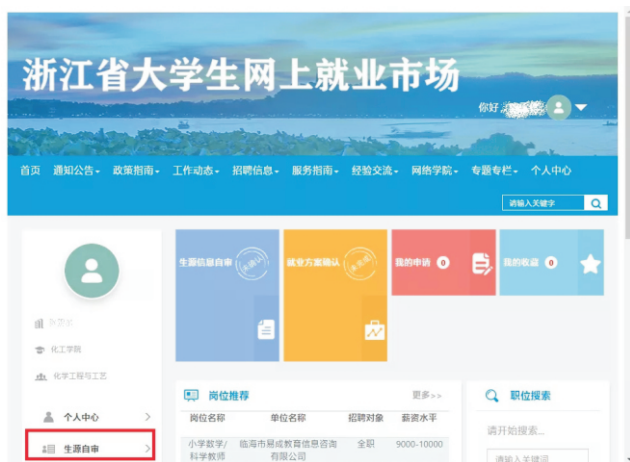 浙江省大学生网上就业市场
你好
首页 通知公告 政策指南 工作动态 招聘信息 服务指南 经验交流 网络学院 专题专栏 个人中心
请输入关键字
生源信息自审
就业方案确认
我的申请 0
我的收藏 0
化工学院
化学工程与工艺
个人中心 >
生源自审 >
岗位推荐 更多>>
岗位名称 单位名称 招聘对象 薪资水平
小学数学/ 临海市易成教育信息咨询 全职 9000-10000
科学教师 有限公司
职位搜索
请开始搜索...
请输入关键词